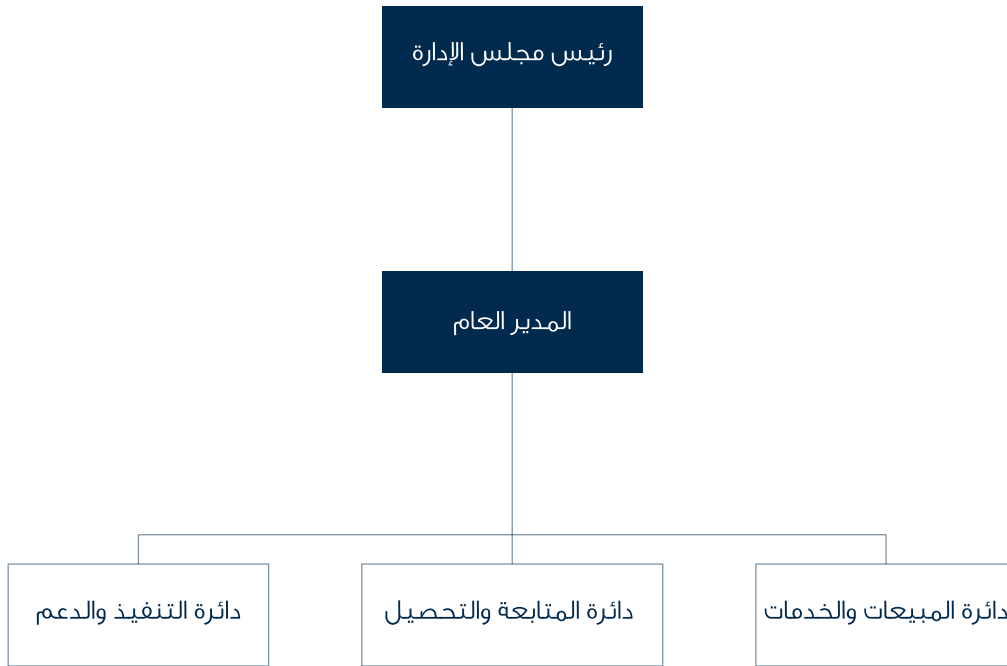 رئيس مجلس الإدارة
المدير العام
دائرة المبيعات والخدمات
دائرة المتابعة والتحصيل
دائرة التنفيذ والدعم